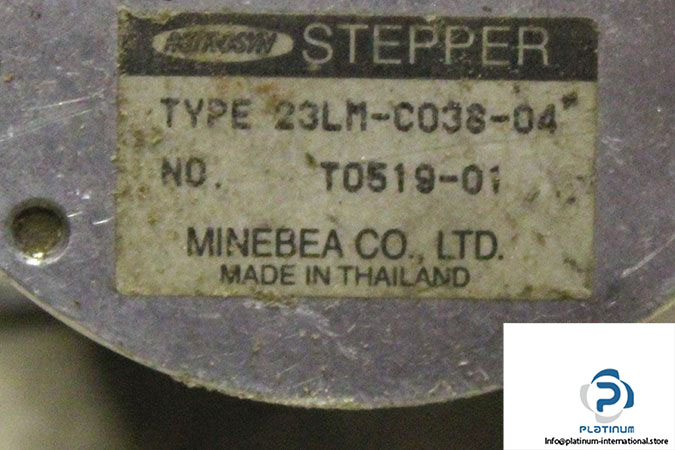 ASTROSYN STEPPER
TYPE 23LM-C038-04
NO. T0519-01
MINEBEA CO., LTD.
MADE IN THAILAND
PLATINUM
Info@platinum-international.store